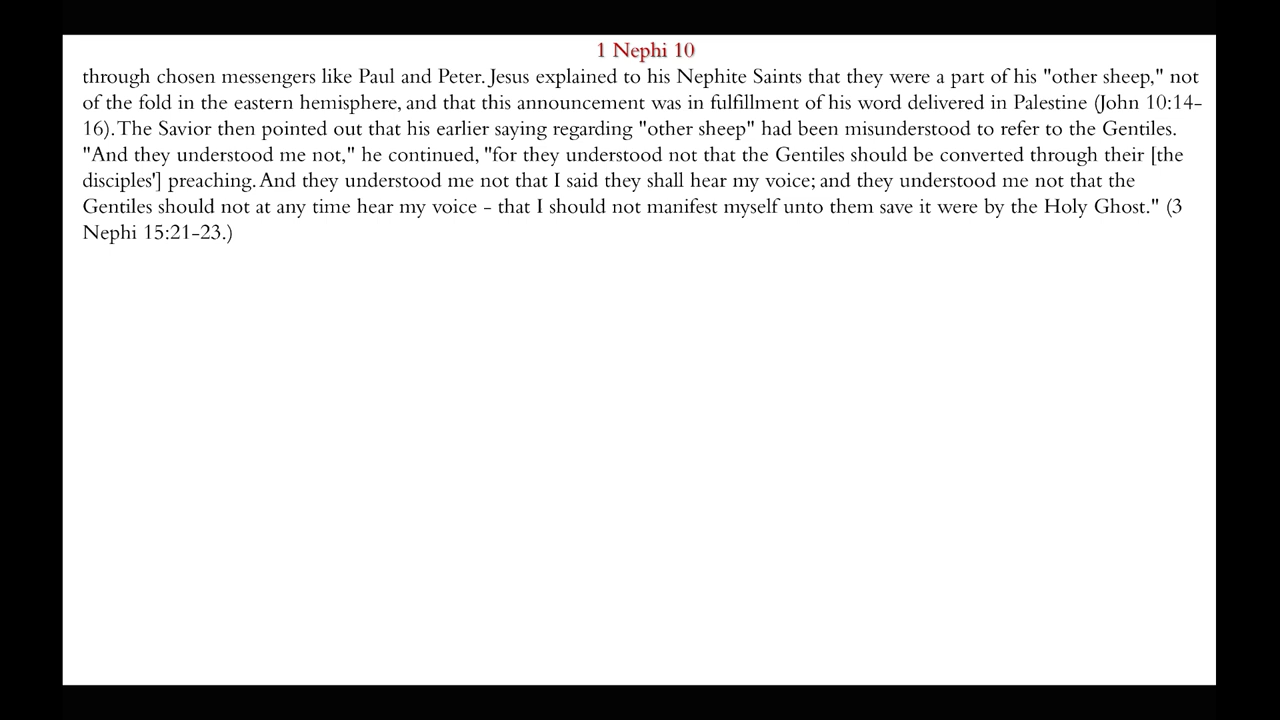 1 Nephi 10
through chosen messengers like Paul and Peter. Jesus explained to his Nephite Saints that they were a part of his "other sheep," not
of the fold in the eastern hemisphere, and that this announcement was in fulfillment of his word delivered in Palestine (John 10:14-
16). The Savior then pointed out that his earlier saying regarding "other sheep" had been misunderstood to refer to the Gentiles.
"And they understood me not," he continued, "for they understood not that the Gentiles should be converted through their [the
disciples'] preaching. And they understood me not that I said they shall hear my voice; and they understood me not that the
Gentiles should not at any time hear my voice - that I should not manifest myself unto them save it were by the Holy Ghost." (3
Nephi 15:21-23.)